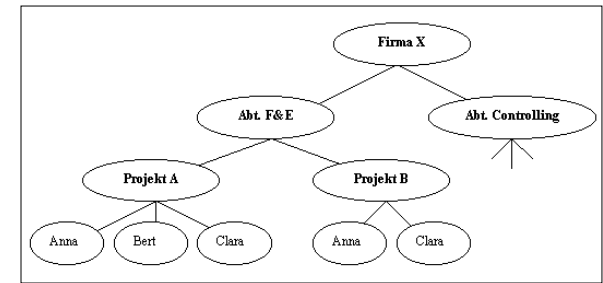 Firma X
Abt. F&E
Abt. Controlling
Projekt A
Projekt B
Anna
Bert
Clara
Anna
Clara